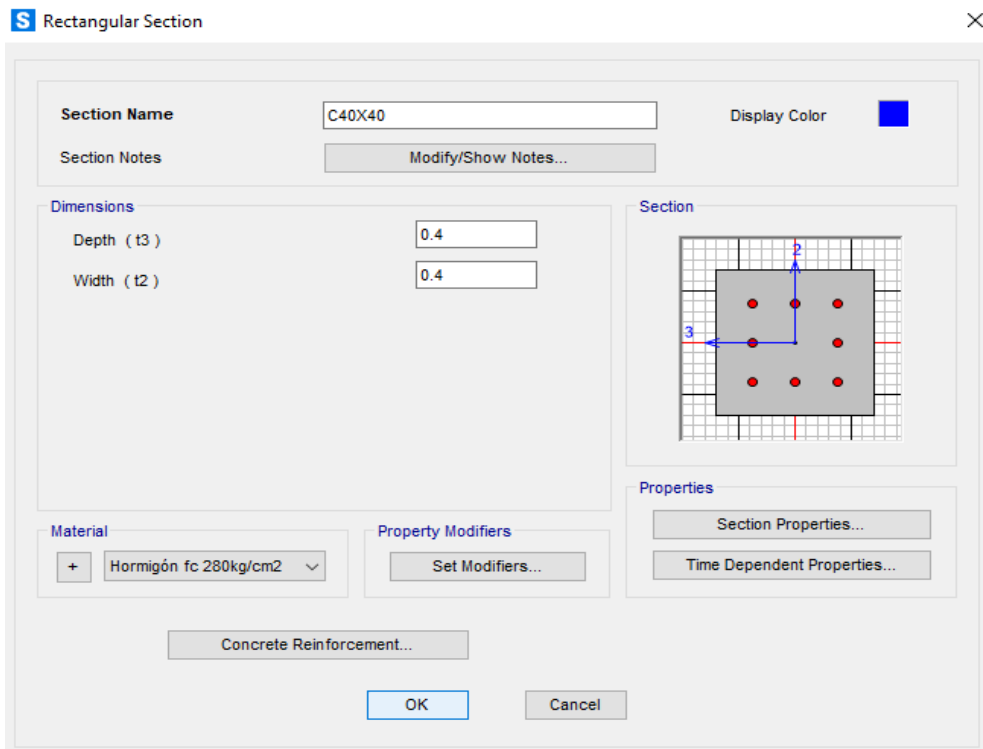 S Rectangular Section
Section Name C40X40 Display Color
Section Notes Modify/Show Notes...
Dimensions
Depth ( t3 ) 0.4
Width ( t2 ) 0.4
Section
2
3
Properties
Section Properties...
Time Dependent Properties...
Material
+ Hormigón fc 280kg/cm2
Property Modifiers
Set Modifiers...
Concrete Reinforcement...
OK Cancel